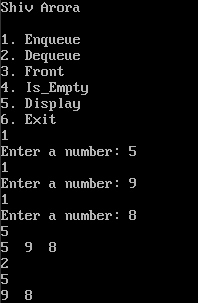 Shiv Arora
1. Enqueue
2. Dequeue
3. Front
4. Is_Empty
5. Display
6. Exit
1
Enter a number: 5
1
Enter a number: 9
1
Enter a number: 8
5
5 9 8
2
5
9 8